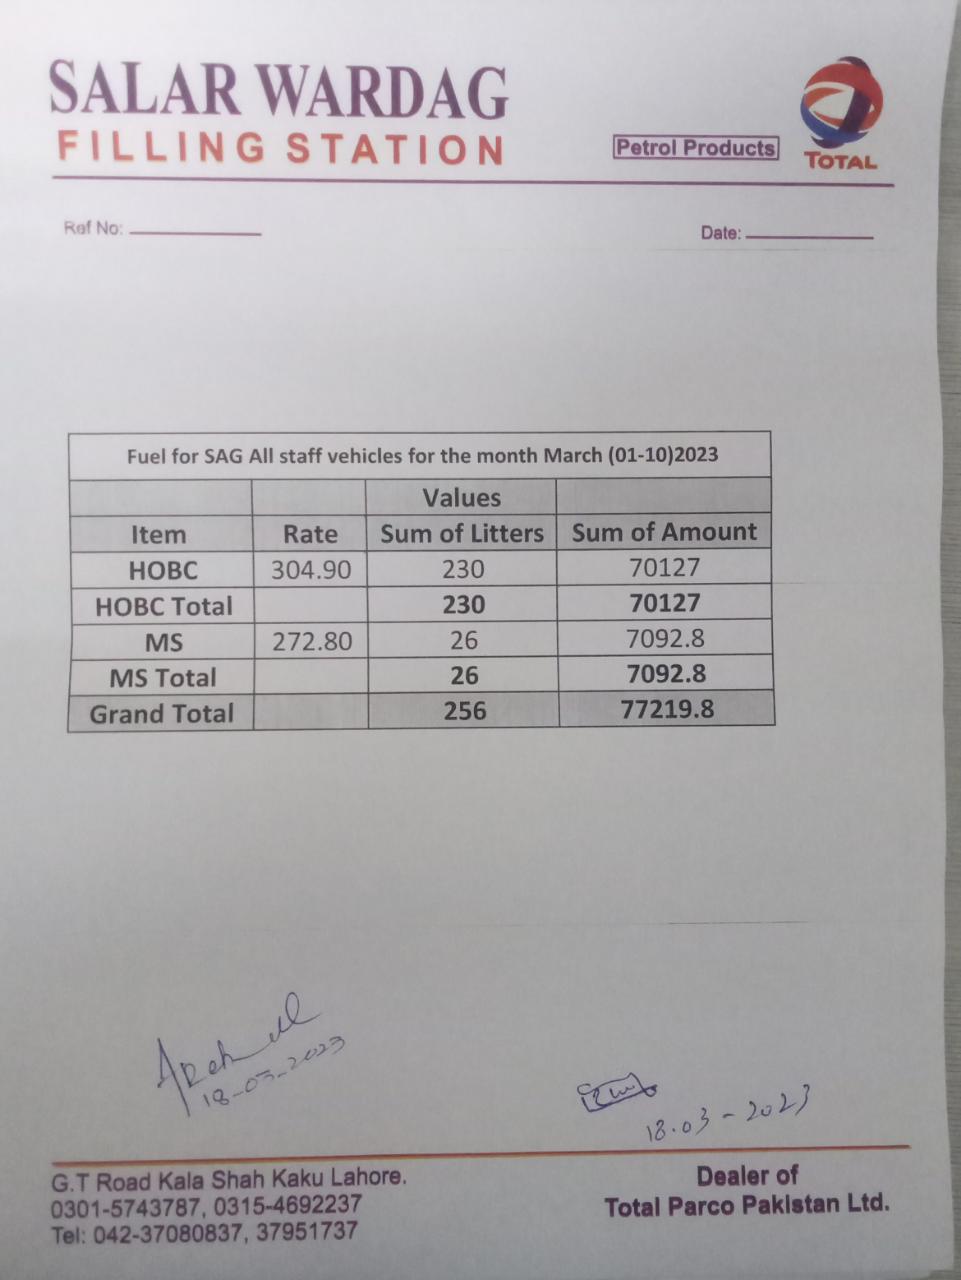 SALAR WARDAG
FILLING STATION
Petrol Products
TOTAL
Ref No:
Date:
Fuel for SAG All staff vehicles for the month March (01-10)2023
Values
Item Rate Sum of Litters Sum of Amount
HOBC 304.90 230 70127
HOBC Total 230 70127
MS 272.80 26 7092.8
MS Total 26 7092.8
Grand Total 256 77219.8
18-03-2023
18.03-2023
G.T Road Kala Shah Kaku Lahore.
0301-5743787, 0315-4692237
Tel: 042-37080837, 37951737
Dealer of
Total Parco Pakistan Ltd.